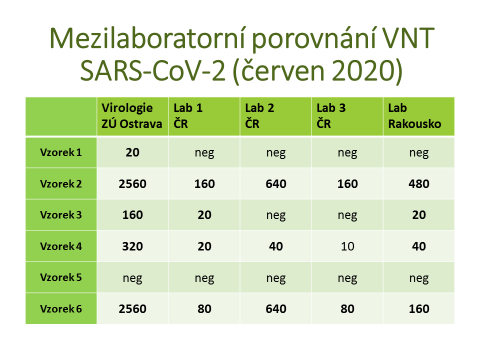 Mezilaboratorní porovnání VNT
SARS-CoV-2 (červen 2020)
Virologie ZÚ Ostrava | Lab 1 ČR | Lab 2 ČR | Lab 3 ČR | Lab Rakousko
Vzorek 1 | 20 | neg | neg | neg | neg
Vzorek 2 | 2560 | 160 | 640 | 160 | 480
Vzorek 3 | 160 | 20 | neg | neg | 20
Vzorek 4 | 320 | 20 | 40 | 10 | 40
Vzorek 5 | neg | neg | neg | neg | neg
Vzorek 6 | 2560 | 80 | 640 | 80 | 160